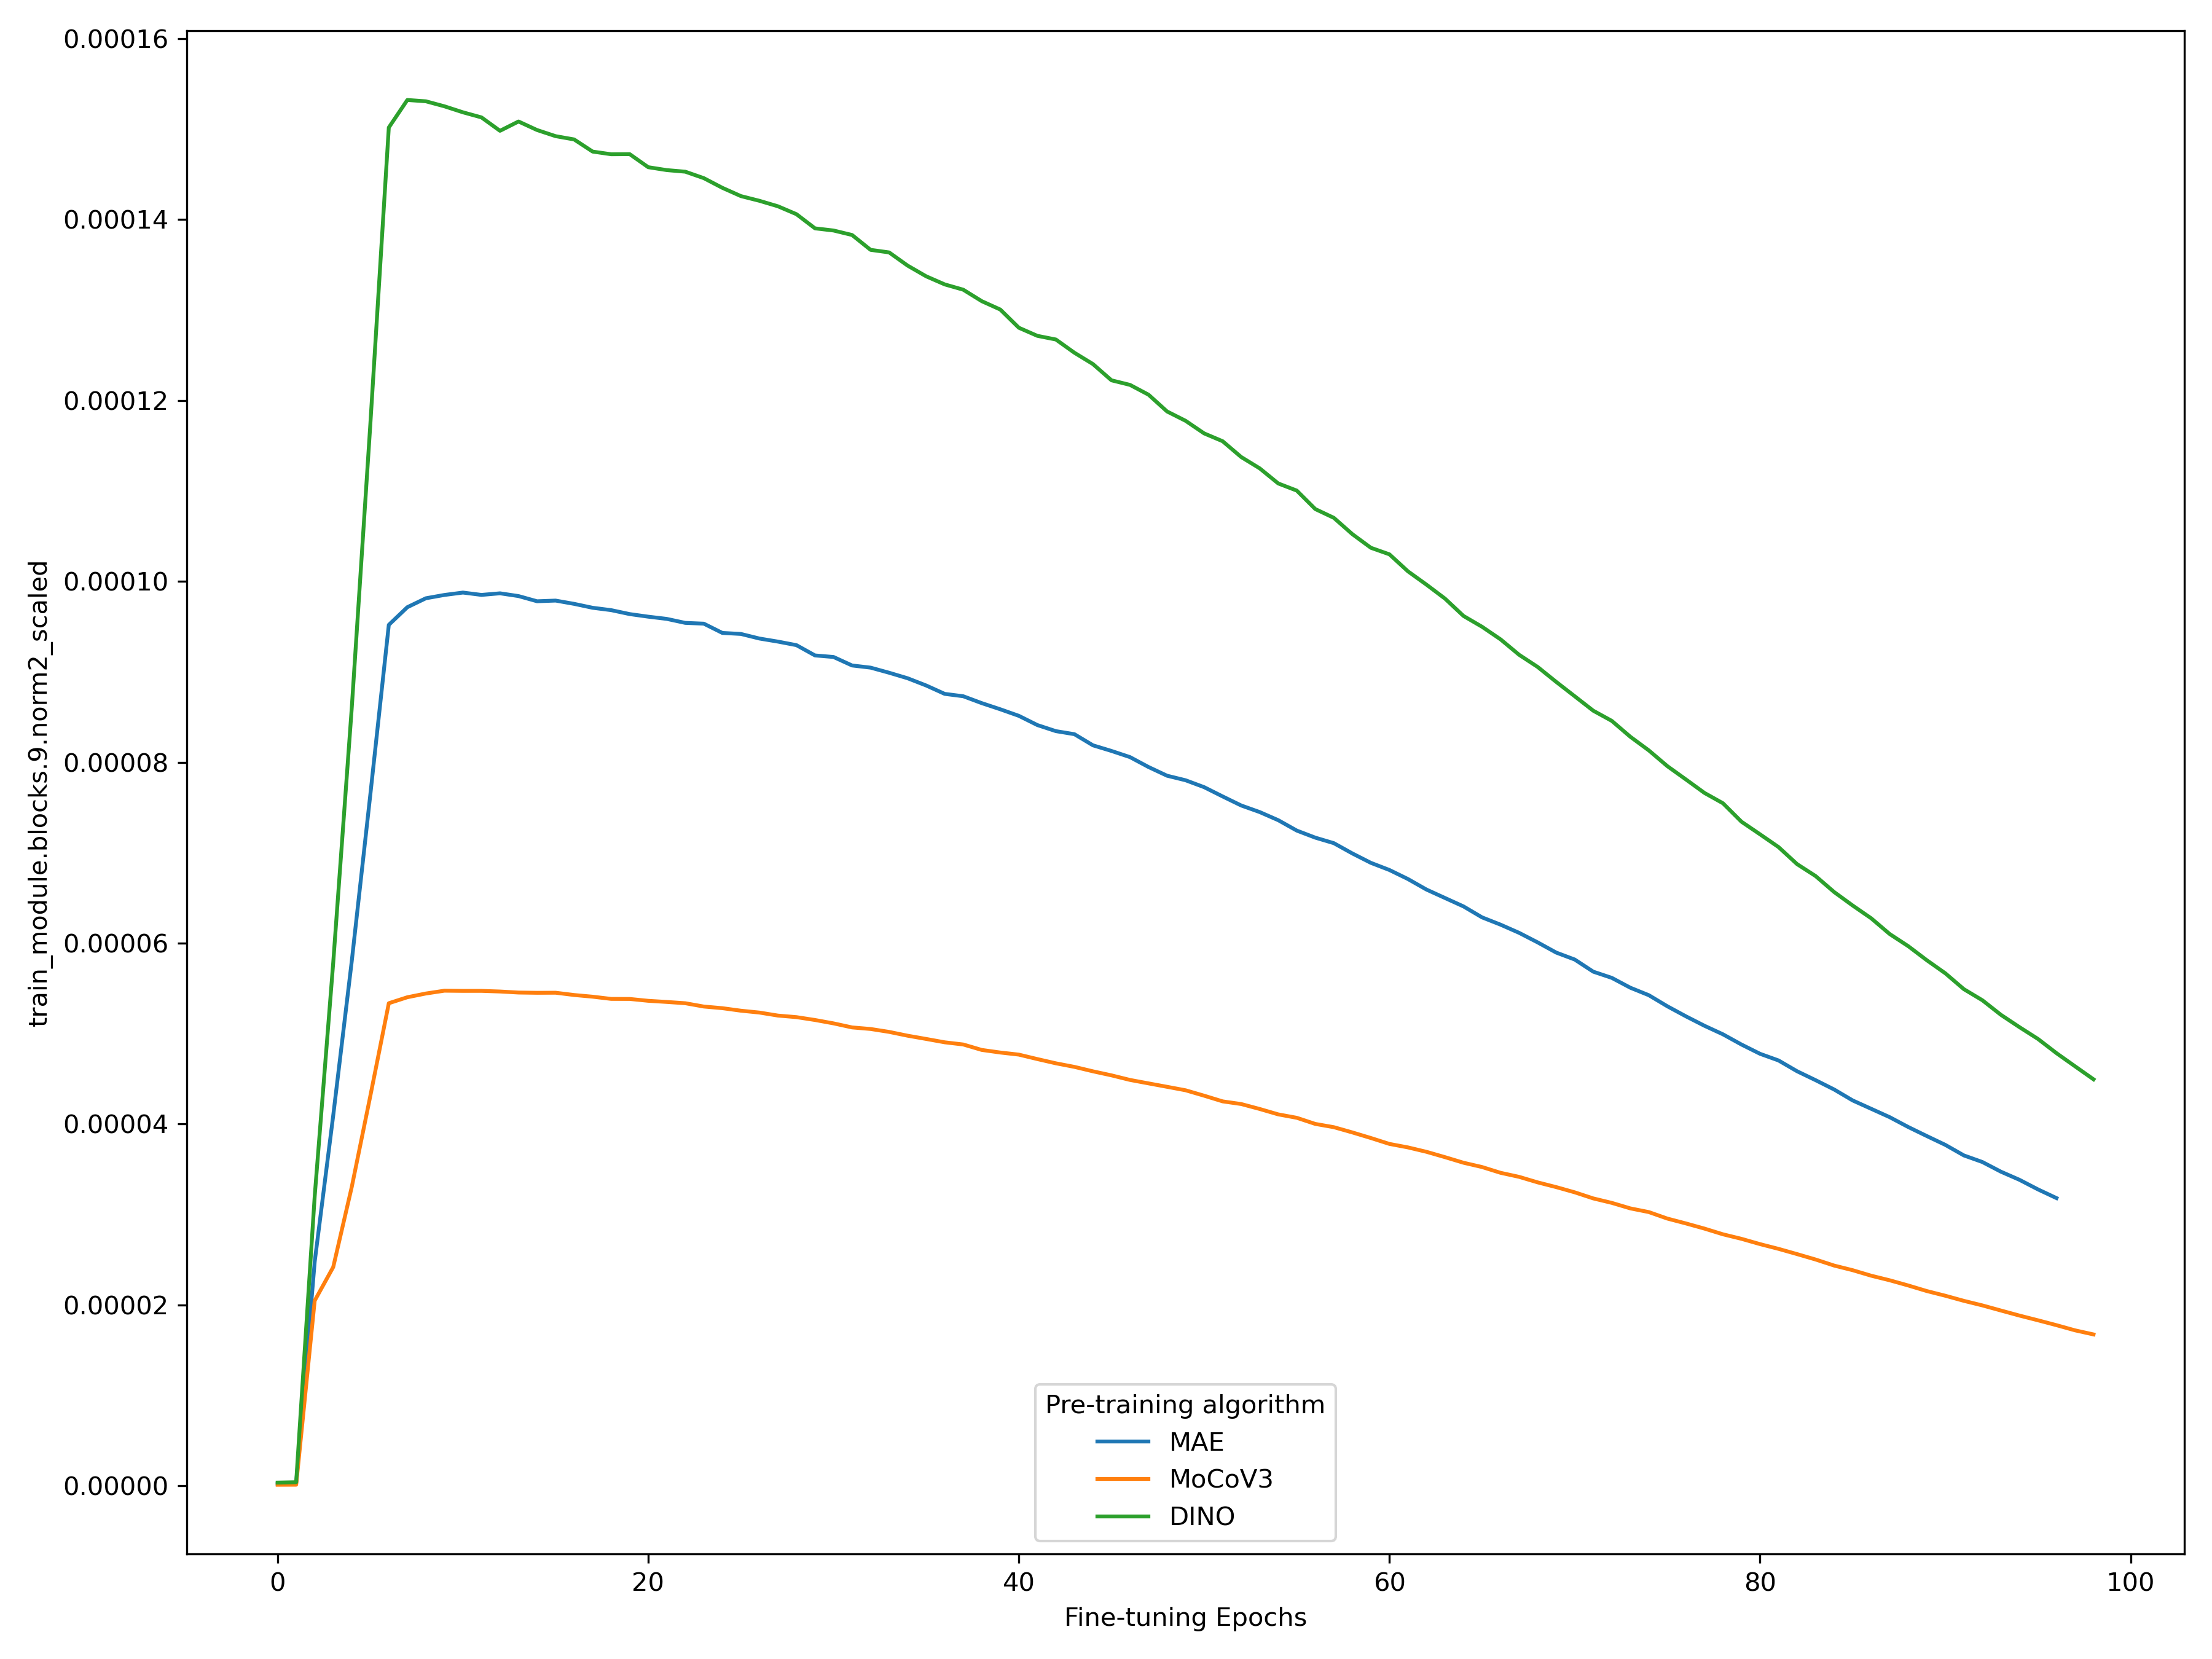 0.00016
0.00014
0.00012
0.00010
0.00008
0.00006
0.00004
0.00002
0.00000
train_module.blocks.9.norm2_scaled
0 20 40 60 80 100
Fine-tuning Epochs
Pre-training algorithm
MAE
MoCoV3
DINO